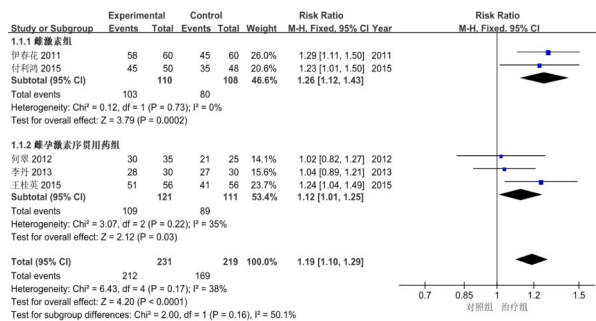 Experimental Control Risk Ratio Risk Ratio
Study or Subgroup Events Total Events Total Weight M-H. Fixed. 95% CI Year M-H. Fixed. 95% CI
1.1.1 雌激素组
伊春花 2011 58 60 45 60 26.0% 1.29 [1.11, 1.50] 2011
付利鸿 2015 45 50 35 48 20.6% 1.23 [1.01, 1.50] 2015
Subtotal (95% CI) 110 108 46.6% 1.26 [1.12, 1.43]
Total events 103 80
Heterogeneity: Chi² = 0.12, df = 1 (P = 0.73); I² = 0%
Test for overall effect: Z = 3.79 (P = 0.0002)
1.1.2 雌孕激素序贯用药组
何翠 2012 30 35 21 25 14.1% 1.02 [0.82, 1.27] 2012
李丹 2013 28 30 27 30 15.6% 1.04 [0.89, 1.21] 2013
王桂英 2015 51 56 41 56 23.7% 1.24 [1.04, 1.49] 2015
Subtotal (95% CI) 121 111 53.4% 1.12 [1.01, 1.25]
Total events 109 89
Heterogeneity: Chi² = 3.07, df = 2 (P = 0.22); I² = 35%
Test for overall effect: Z = 2.12 (P = 0.03)
Total (95% CI) 231 219 100.0% 1.19 [1.10, 1.29]
Total events 212 169
Heterogeneity: Chi² = 6.43, df = 4 (P = 0.17); I² = 38%
Test for overall effect: Z = 4.20 (P < 0.0001)
Test for subgroup differences: Chi² = 2.00, df = 1 (P = 0.16), I² = 50.1%
0.7 0.85 1 1.2 1.5
对照组 治疗组